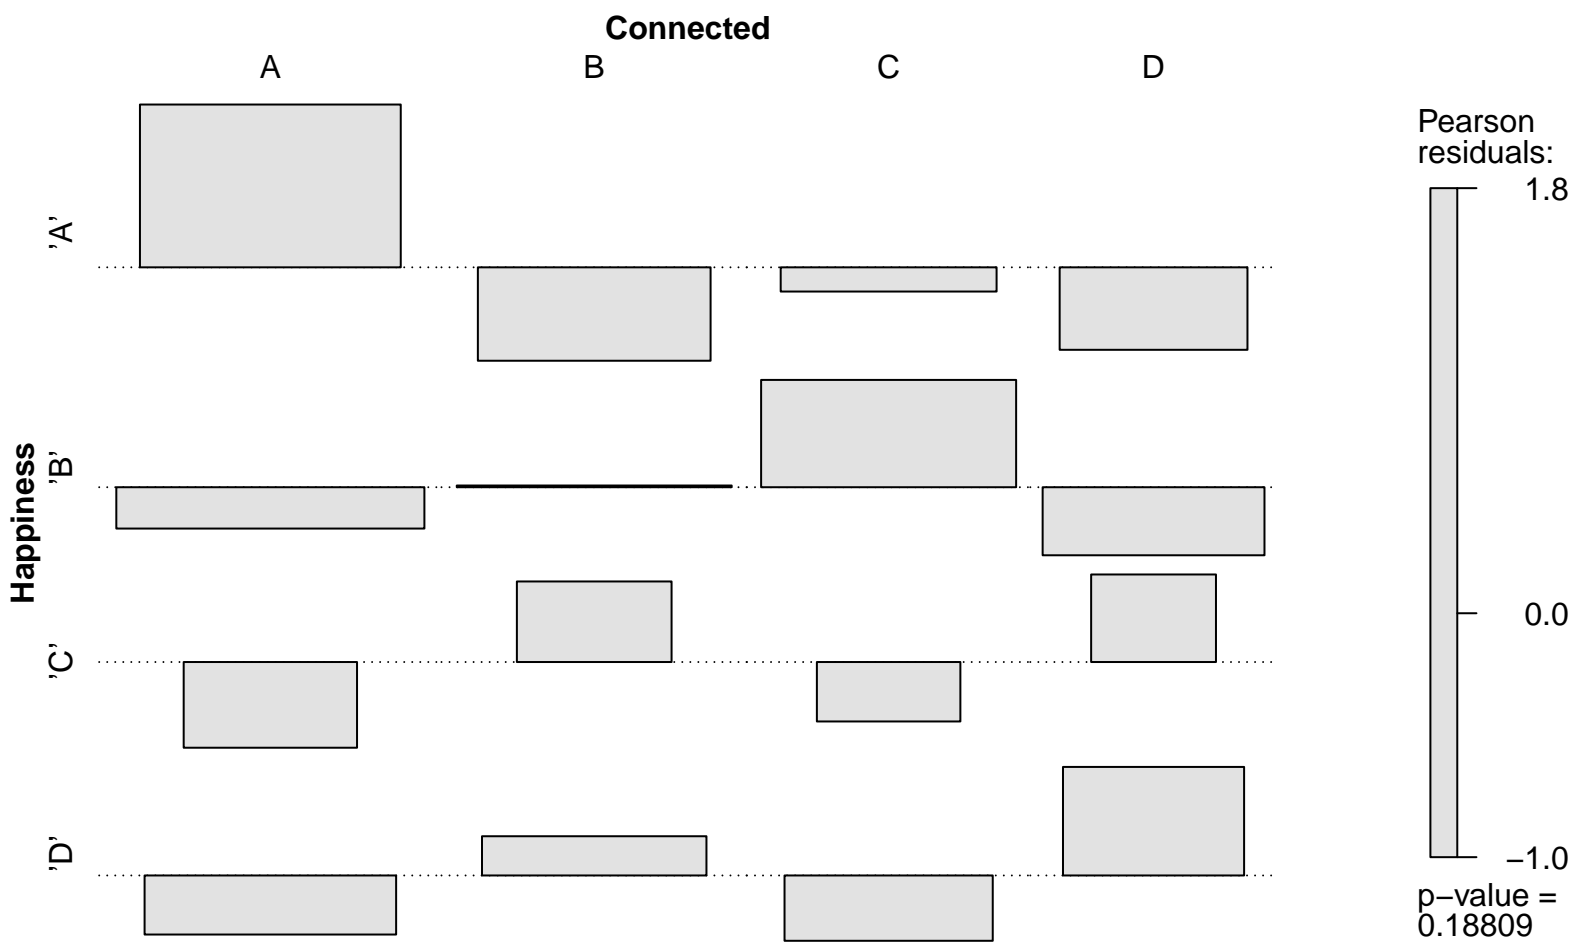 Connected
A B C D
Happiness
’A’
’B’
’C’
’D’
Pearson
residuals:
1.8
0.0
−1.0
p−value =
0.18809